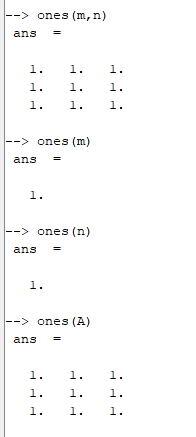 --> ones(m,n)
ans  =
1.   1.   1.
1.   1.   1.
1.   1.   1.
--> ones(m)
ans  =
1.
--> ones(n)
ans  =
1.
--> ones(A)
ans  =
1.   1.   1.
1.   1.   1.
1.   1.   1.